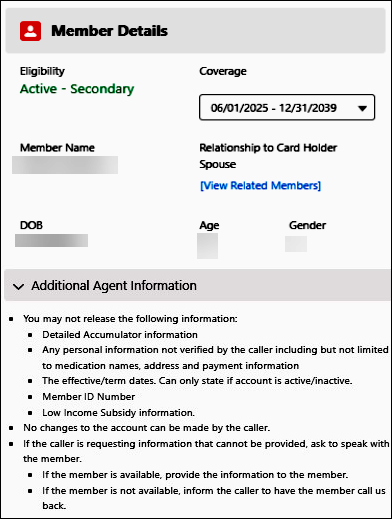 Member Details
Eligibility
Active - Secondary
Coverage
06/01/2025 - 12/31/2039
Member Name
Relationship to Card Holder
Spouse
[View Related Members]
DOB
Age
Gender
Additional Agent Information
• You may not release the following information:
• Detailed Accumulator information
• Any personal information not verified by the caller including but not limited
to medication names, address and payment information
• The effective/term dates. Can only state if account is active/inactive.
• Member ID Number
• Low Income Subsidy information.
• No changes to the account can be made by the caller.
• If the caller is requesting information that cannot be provided, ask to speak with
the member.
• If the member is available, provide the information to the member.
• If the member is not available, inform the caller to have the member call us
back.